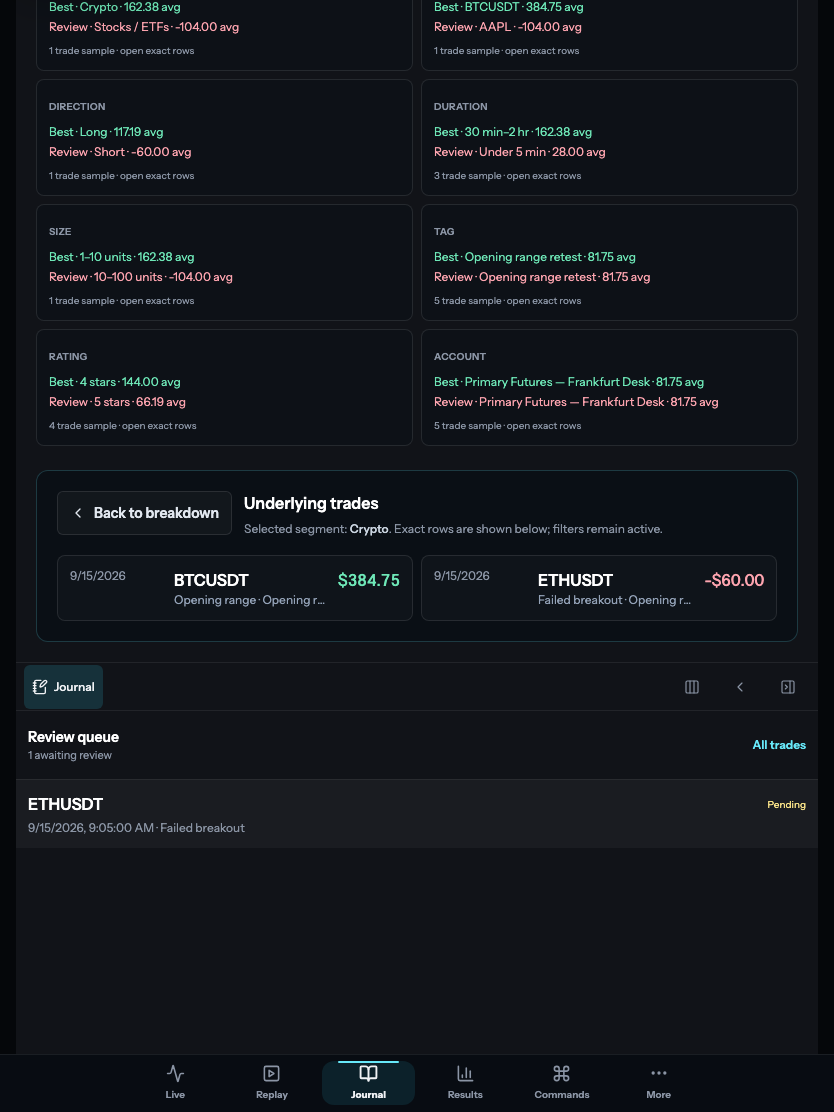 Best · Crypto · 162.38 avg
Review · Stocks / ETFs · -104.00 avg
1 trade sample · open exact rows
Best · BTCUSDT · 384.75 avg
Review · AAPL · -104.00 avg
1 trade sample · open exact rows
DIRECTION
Best · Long · 117.19 avg
Review · Short · -60.00 avg
1 trade sample · open exact rows
DURATION
Best · 30 min–2 hr · 162.38 avg
Review · Under 5 min · 28.00 avg
3 trade sample · open exact rows
SIZE
Best · 1–10 units · 162.38 avg
Review · 10–100 units · -104.00 avg
1 trade sample · open exact rows
TAG
Best · Opening range retest · 81.75 avg
Review · Opening range retest · 81.75 avg
5 trade sample · open exact rows
RATING
Best · 4 stars · 144.00 avg
Review · 5 stars · 66.19 avg
4 trade sample · open exact rows
ACCOUNT
Best · Primary Futures — Frankfurt Desk · 81.75 avg
Review · Primary Futures — Frankfurt Desk · 81.75 avg
5 trade sample · open exact rows
Back to breakdown
Underlying trades
Selected segment: Crypto. Exact rows are shown below; filters remain active.
9/15/2026
BTCUSDT
$384.75
Opening range · Opening r...
9/15/2026
ETHUSDT
-$60.00
Failed breakout · Opening r...
Journal
Review queue
1 awaiting review
All trades
ETHUSDT
Pending
9/15/2026, 9:05:00 AM · Failed breakout
Live
Replay
Journal
Results
Commands
More